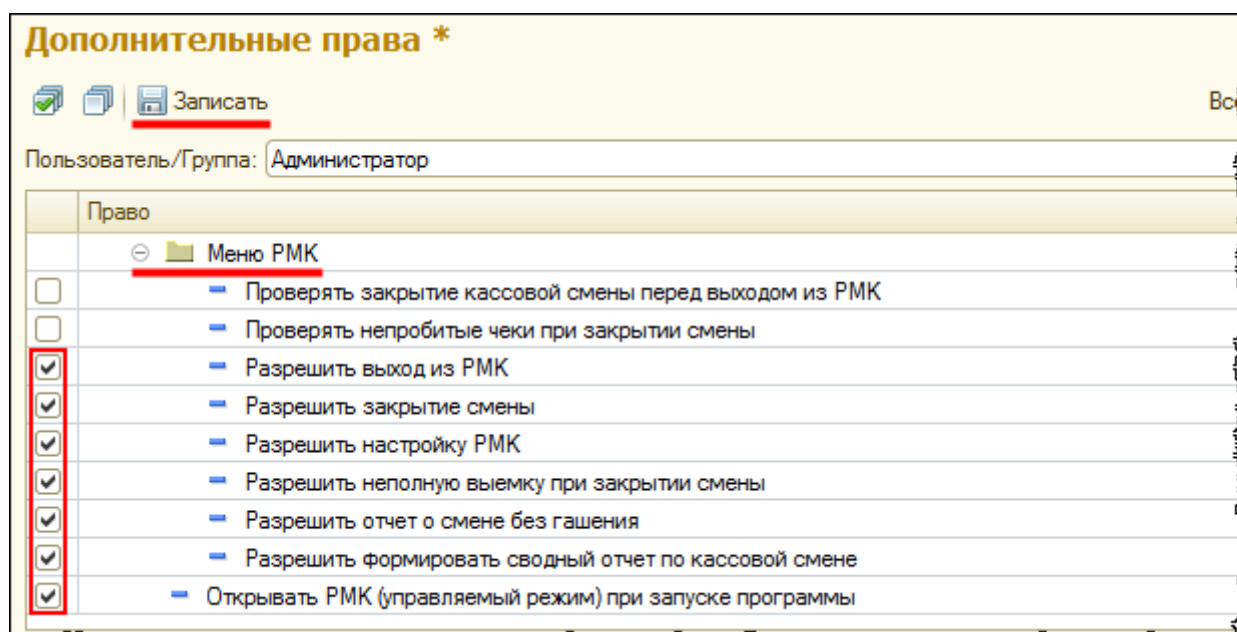 Дополнительные права *
Записать
Пользователь/Группа: Администратор
Право
Меню РМК
Проверять закрытие кассовой смены перед выходом из РМК
Проверять непробитые чеки при закрытии смены
Разрешить выход из РМК
Разрешить закрытие смены
Разрешить настройку РМК
Разрешить неполную выемку при закрытии смены
Разрешить отчет о смене без гашения
Разрешить формировать сводный отчет по кассовой смене
Открывать РМК (управляемый режим) при запуске программы